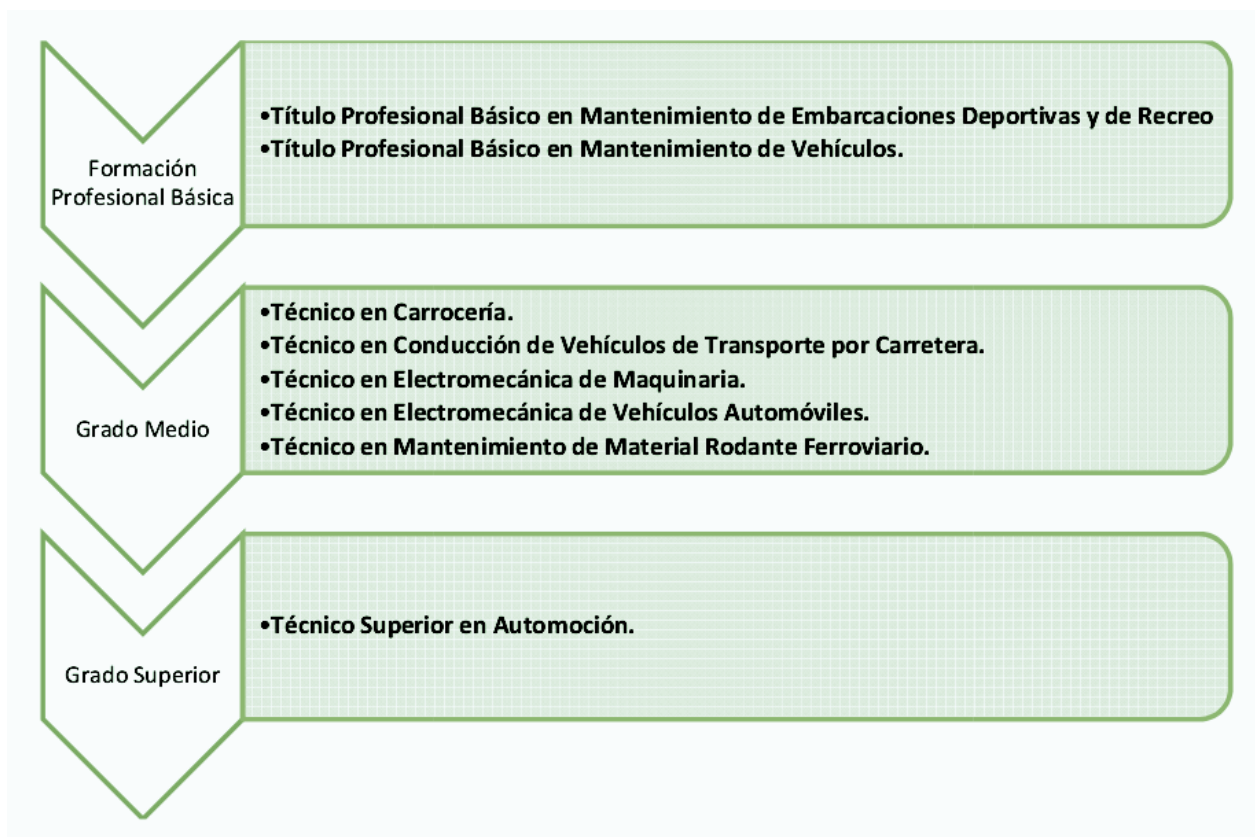 Formación
Profesional Básica
•Título Profesional Básico en Mantenimiento de Embarcaciones Deportivas y de Recreo
•Título Profesional Básico en Mantenimiento de Vehículos.
Grado Medio
•Técnico en Carrocería.
•Técnico en Conducción de Vehículos de Transporte por Carretera.
•Técnico en Electromecánica de Maquinaria.
•Técnico en Electromecánica de Vehículos Automóviles.
•Técnico en Mantenimiento de Material Rodante Ferroviario.
Grado Superior
•Técnico Superior en Automoción.